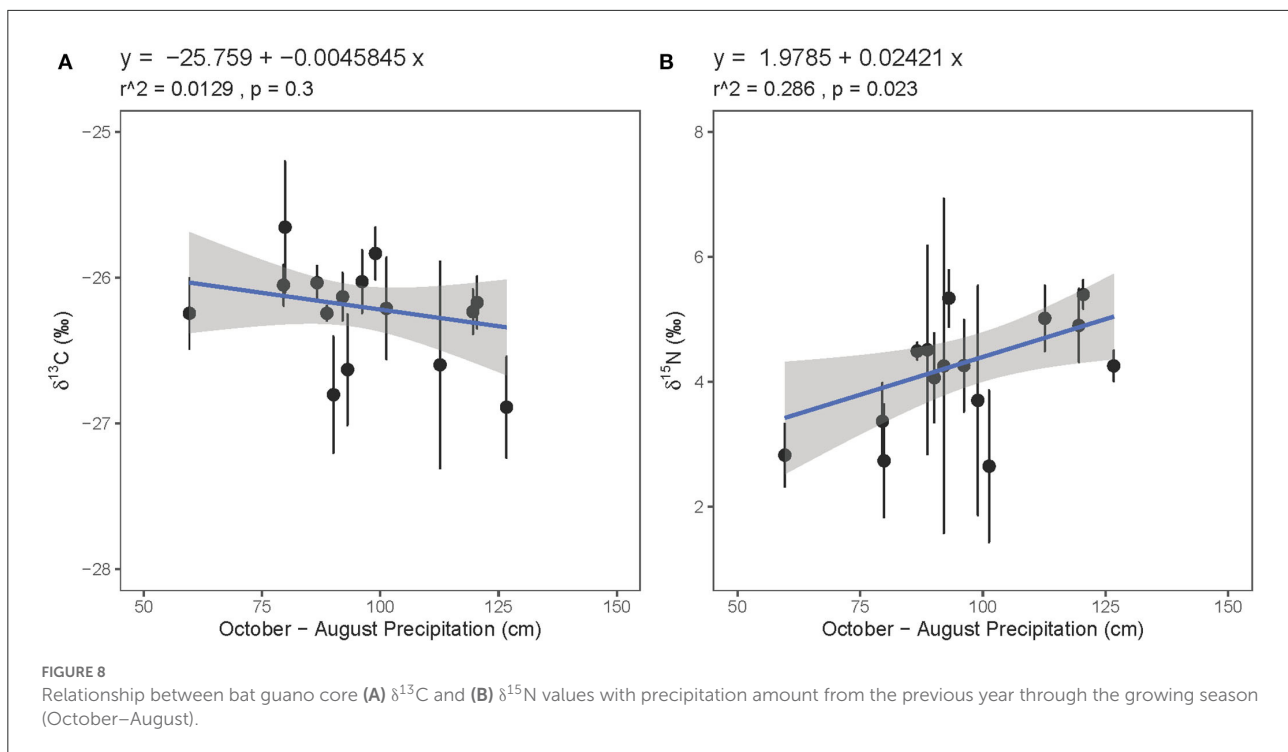 A
y = −25.759 + −0.0045845 x
r^2 = 0.0129 , p = 0.3
−25
−26
−27
−28
δ13C (‰)
50 75 100 125 150
October − August Precipitation (cm)
B
y = 1.9785 + 0.02421 x
r^2 = 0.286 , p = 0.023
8
6
4
2
δ15N (‰)
50 75 100 125 150
October − August Precipitation (cm)
FIGURE 8
Relationship between bat guano core (A) δ13C and (B) δ15N values with precipitation amount from the previous year through the growing season
(October–August).